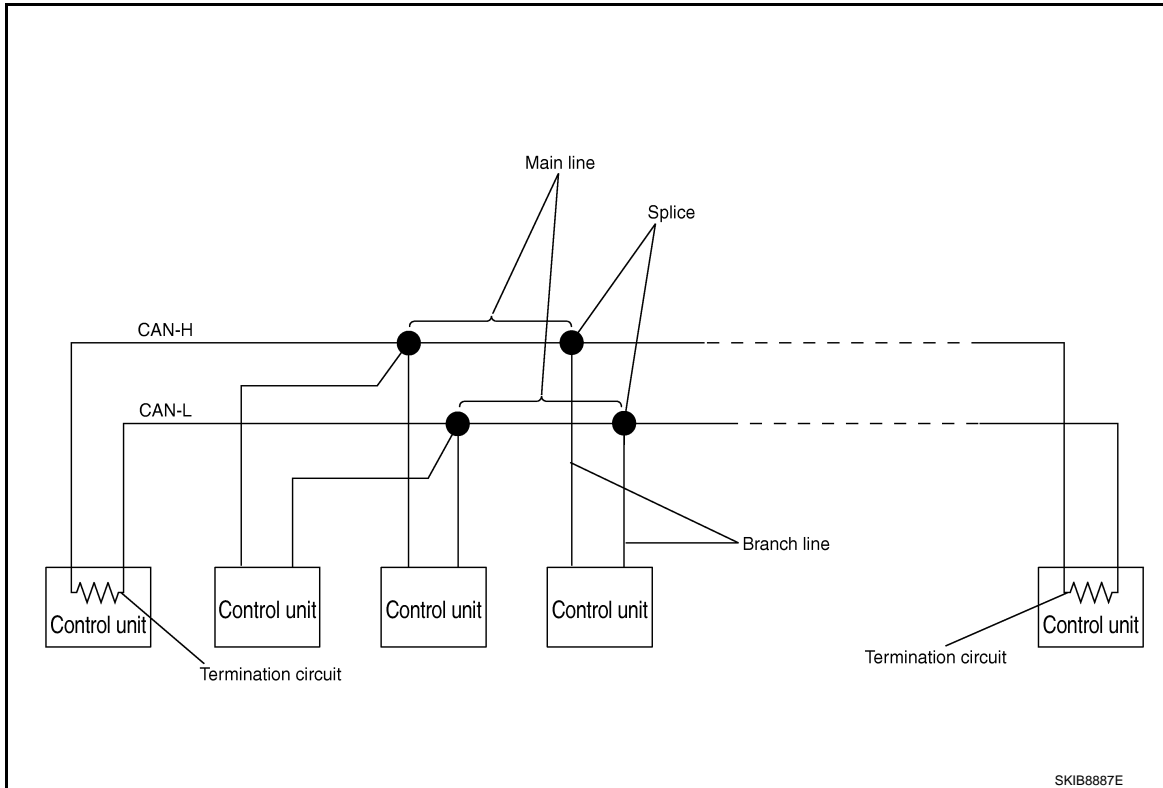 Main line
Splice
CAN-H
CAN-L
Branch line
Control unit
Control unit
Control unit
Control unit
Control unit
Termination circuit
Termination circuit
SKIB8887E